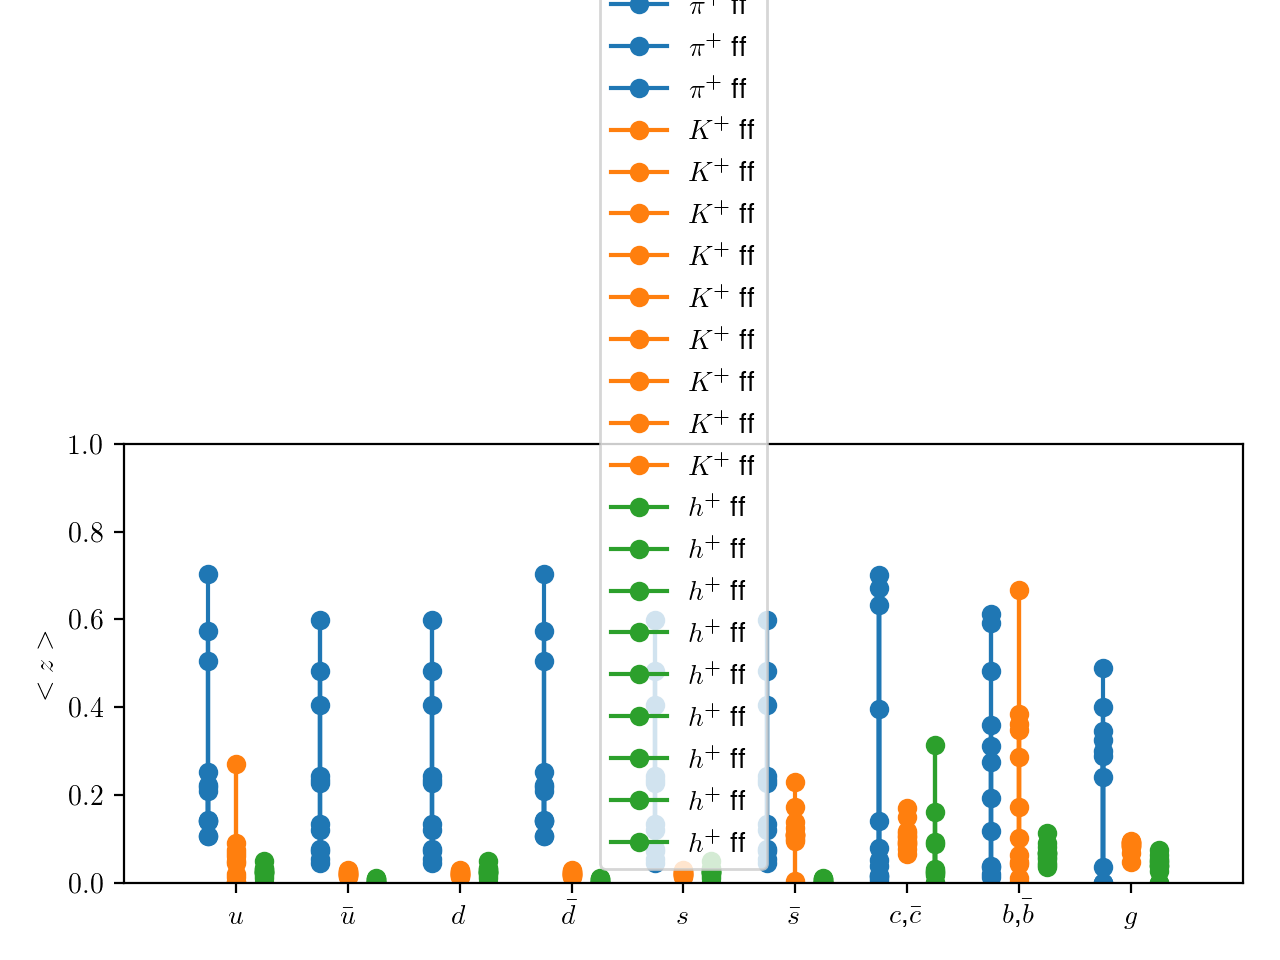 π⁺ ff
π⁺ ff
π⁺ ff
K⁺ ff
K⁺ ff
K⁺ ff
K⁺ ff
K⁺ ff
K⁺ ff
K⁺ ff
K⁺ ff
K⁺ ff
h⁺ ff
h⁺ ff
h⁺ ff
h⁺ ff
h⁺ ff
h⁺ ff
h⁺ ff
h⁺ ff
h⁺ ff
1.0
0.8
0.6
0.4
0.2
0.0
< z >
u ū d d̄ s s̄ c,c̄ b,b̄ g